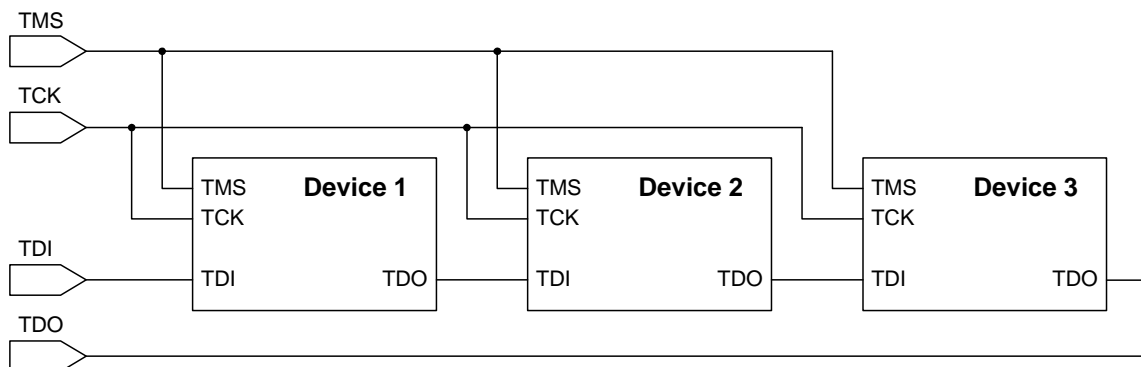 TMS
TCK
TMS Device 1
TCK
TDI TDO
TMS Device 2
TCK
TDI TDO
TMS Device 3
TCK
TDI TDO
TDI
TDO